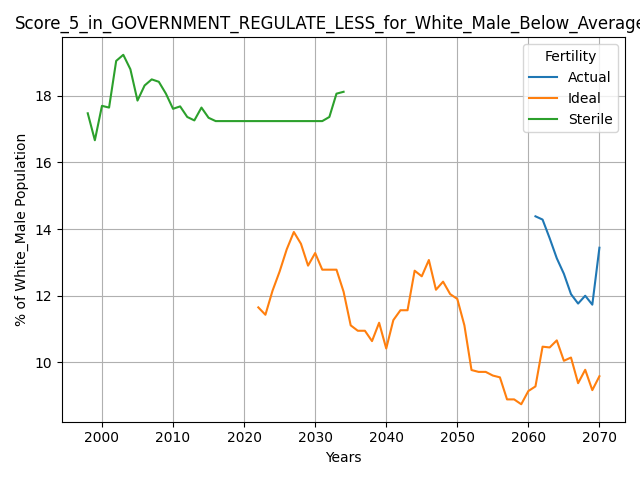 Score_5_in_GOVERNMENT_REGULATE_LESS_for_White_Male_Below_Average
Fertility
Actual
Ideal
Sterile
% of White_Male Population
18
16
14
12
10
2000 2010 2020 2030 2040 2050 2060 2070
Years